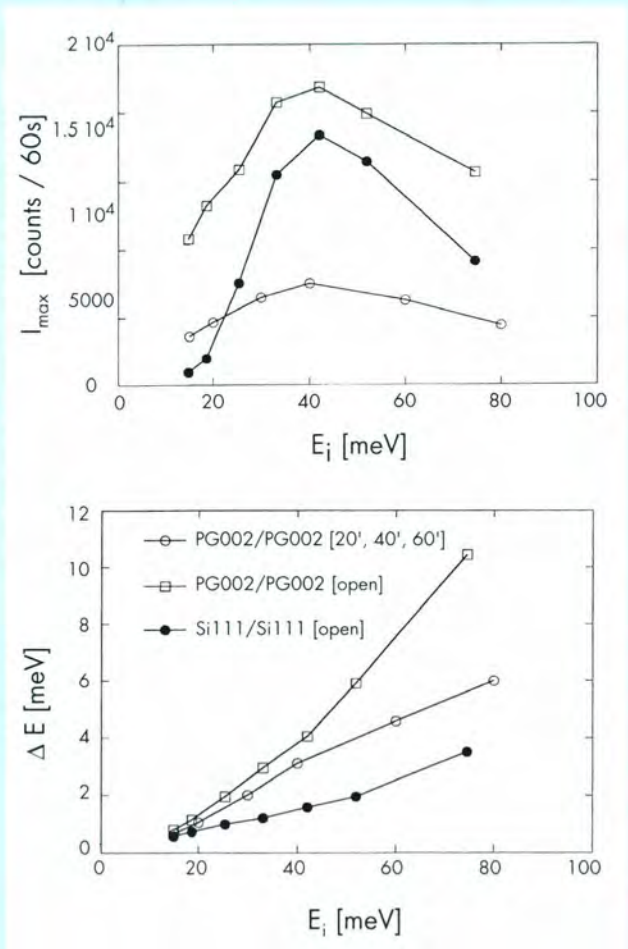 2 10⁴
1.5 10⁴
1 10⁴
5000
0
I_max [counts / 60s]
0 20 40 60 80 100
E_i [meV]
12
10
8
6
4
2
0
Δ E [meV]
PG002/PG002 [20', 40', 60']
PG002/PG002 [open]
Si111/Si111 [open]
0 20 40 60 80 100
E_i [meV]